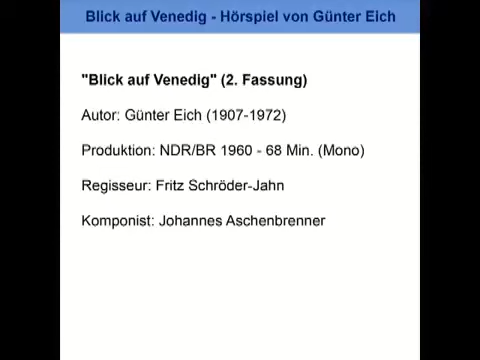 Blick auf Venedig - Hörspiel von Günter Eich
"Blick auf Venedig" (2. Fassung)
Autor: Günter Eich (1907-1972)
Produktion: NDR/BR 1960 - 68 Min. (Mono)
Regisseur: Fritz Schröder-Jahn
Komponist: Johannes Aschenbrenner